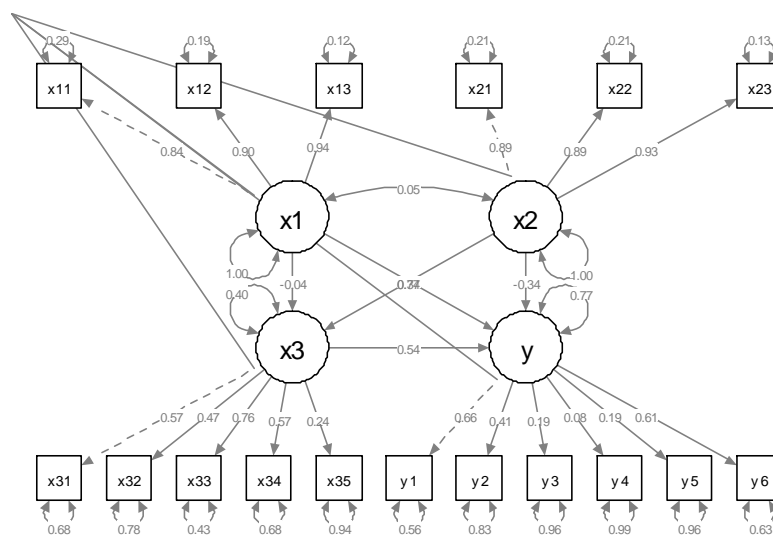 0.29 0.19 0.12 0.21 0.21 0.13
x11 x12 x13 x21 x22 x23
0.84 0.90 0.94 0.89 0.89 0.93
0.05
x1 x2
1.00 -0.04 -0.34 1.00
0.40 0.77
x3 0.54 y
0.57 0.47 0.76 0.57 0.24 0.66 0.41 0.19 0.08 0.19 0.61
x31 x32 x33 x34 x35 y1 y2 y3 y4 y5 y6
0.68 0.78 0.43 0.68 0.94 0.56 0.83 0.96 0.99 0.96 0.63